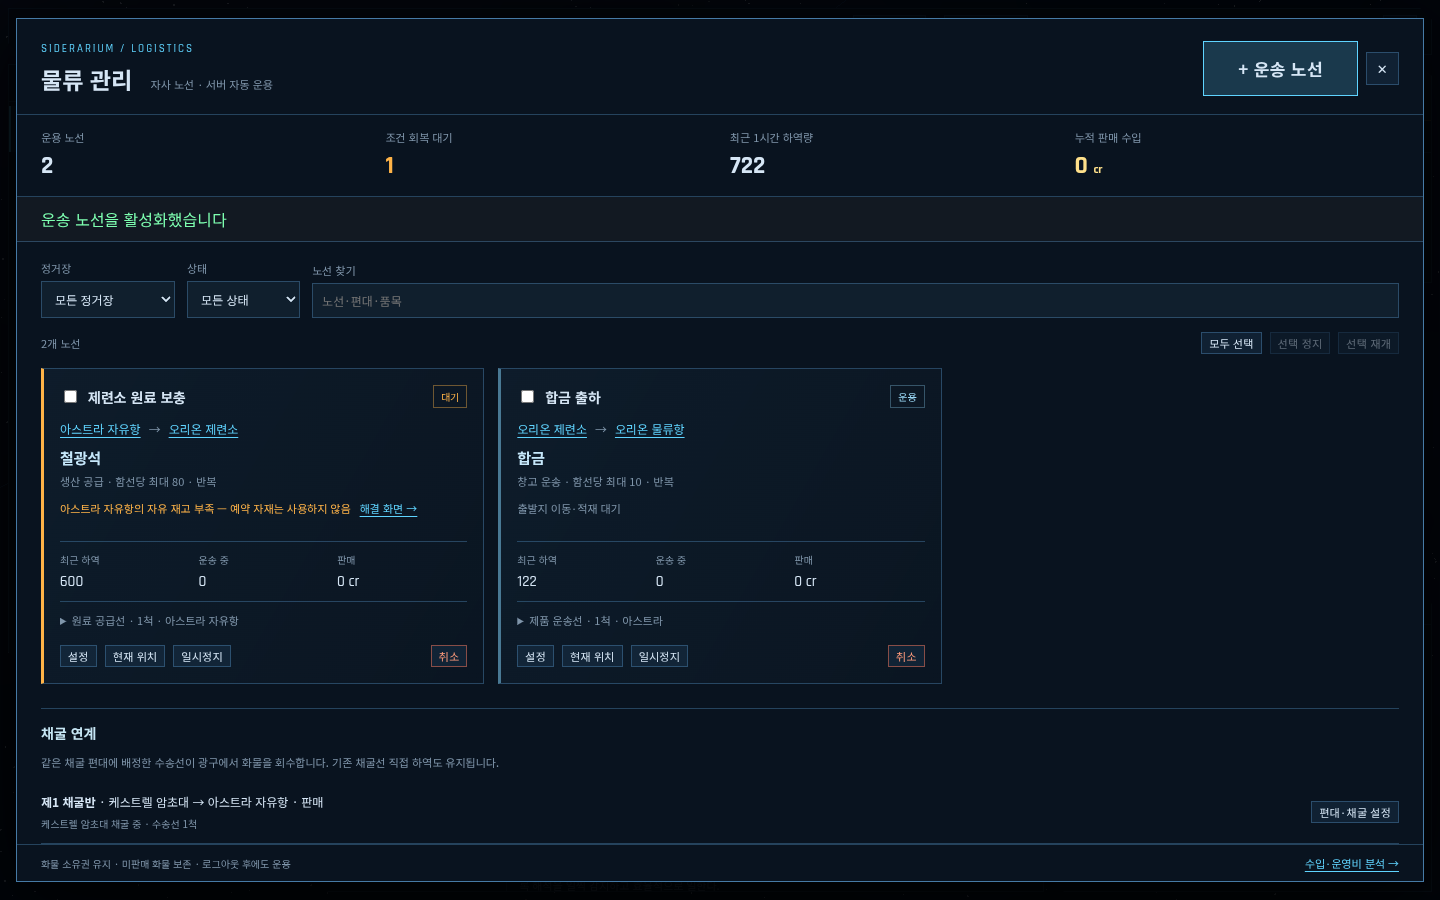 SIDERARIUM / LOGISTICS
물류 관리 자사 노선 · 서버 자동 운용
+ 운송 노선 ×
운용 노선 조건 회복 대기 최근 1시간 하역량 누적 판매 수입
2 1 722 0 cr
운송 노선을 활성화했습니다
정거장 상태 노선 찾기
모든 정거장 모든 상태 노선·편대·품목
2개 노선 모두 선택 선택 정지 선택 재개
제련소 원료 보충 대기
아스트라 자유항 → 오리온 제련소
철광석
생산 공급 · 함선당 최대 80 · 반복
아스트라 자유항의 자유 재고 부족 — 예약 자재는 사용하지 않음 해결 화면 →
최근 하역 운송 중 판매
600 0 0 cr
▶ 원료 공급선 · 1척 · 아스트라 자유항
설정 현재 위치 일시정지 취소
합금 출하 운용
오리온 제련소 → 오리온 물류항
합금
창고 운송 · 함선당 최대 10 · 반복
출발지 이동·적재 대기
최근 하역 운송 중 판매
122 0 0 cr
▶ 제품 운송선 · 1척 · 아스트라
설정 현재 위치 일시정지 취소
채굴 연계
같은 채굴 편대에 배정한 수송선이 광구에서 화물을 회수합니다. 기존 채굴선 직접 하역도 유지됩니다.
제1 채굴반 · 케스트렐 암초대 → 아스트라 자유항 · 판매
케스트렐 암초대 채굴 중 · 수송선 1척
편대·채굴 설정
화물 소유권 유지 · 미판매 화물 보존 · 로그아웃 후에도 운용 수입·운영비 분석 →